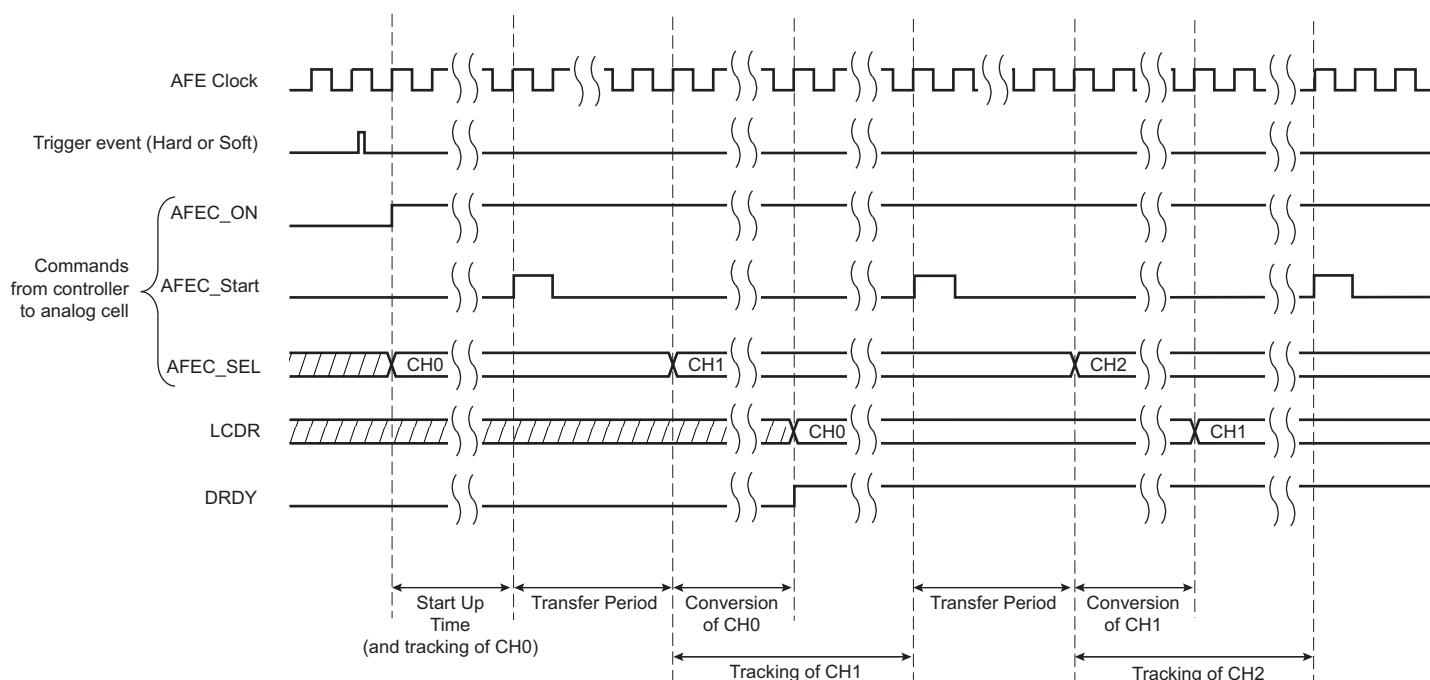 AFE Clock
Trigger event (Hard or Soft)
AFEC_ON
Commands
from controller
to analog cell
AFEC_Start
AFEC_SEL
CH0
CH1
CH2
LCDR
CH0
CH1
DRDY
Start Up
Time
(and tracking of CH0)
Transfer Period
Conversion
of CH0
Transfer Period
Conversion
of CH1
Tracking of CH1
Tracking of CH2